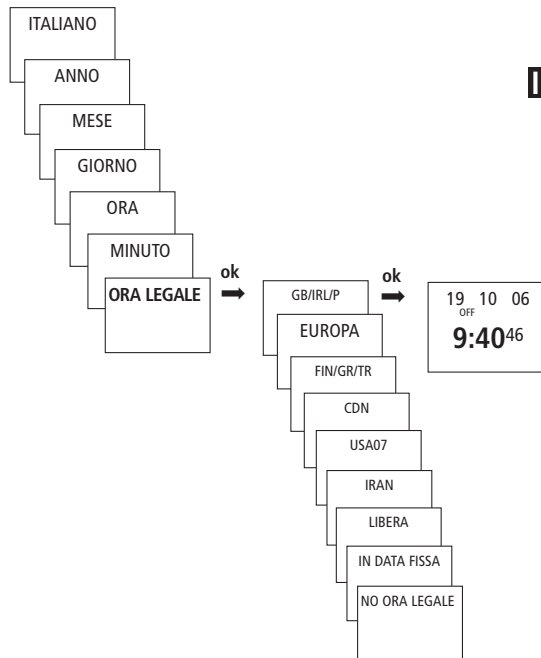 ITALIANO
ANNO
MESE
GIORNO
ORA
MINUTO
ORA LEGALE
ok
GB/IRL/P
EUROPA
FIN/GR/TR
CDN
USA07
IRAN
LIBERA
IN DATA FISSA
NO ORA LEGALE
ok
19 10 06
OFF
9:40 46